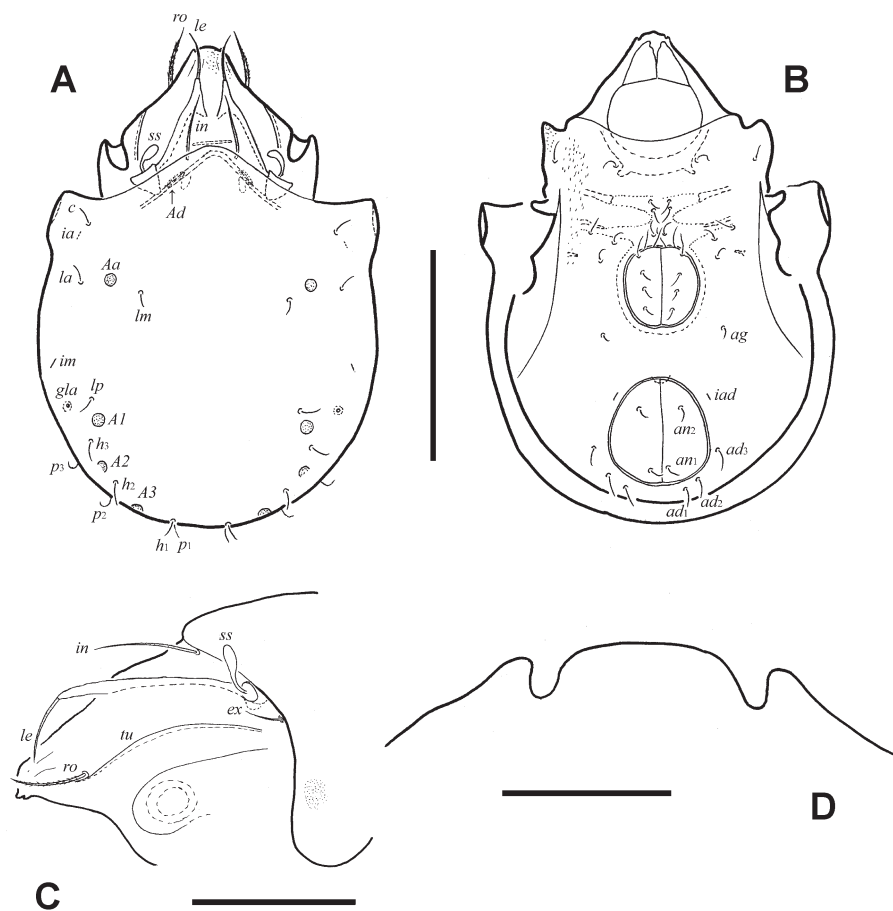 ro le
A
ss
in
c
Ad
ia
Aa
la
lm
im
gla
lp
A1
h3
p3
A2
h2
p2
A3
h1 p1
B
ag
iad
an2
ad3
an1
ad1 ad2
in
ss
ex
le
tu
ro
C
D